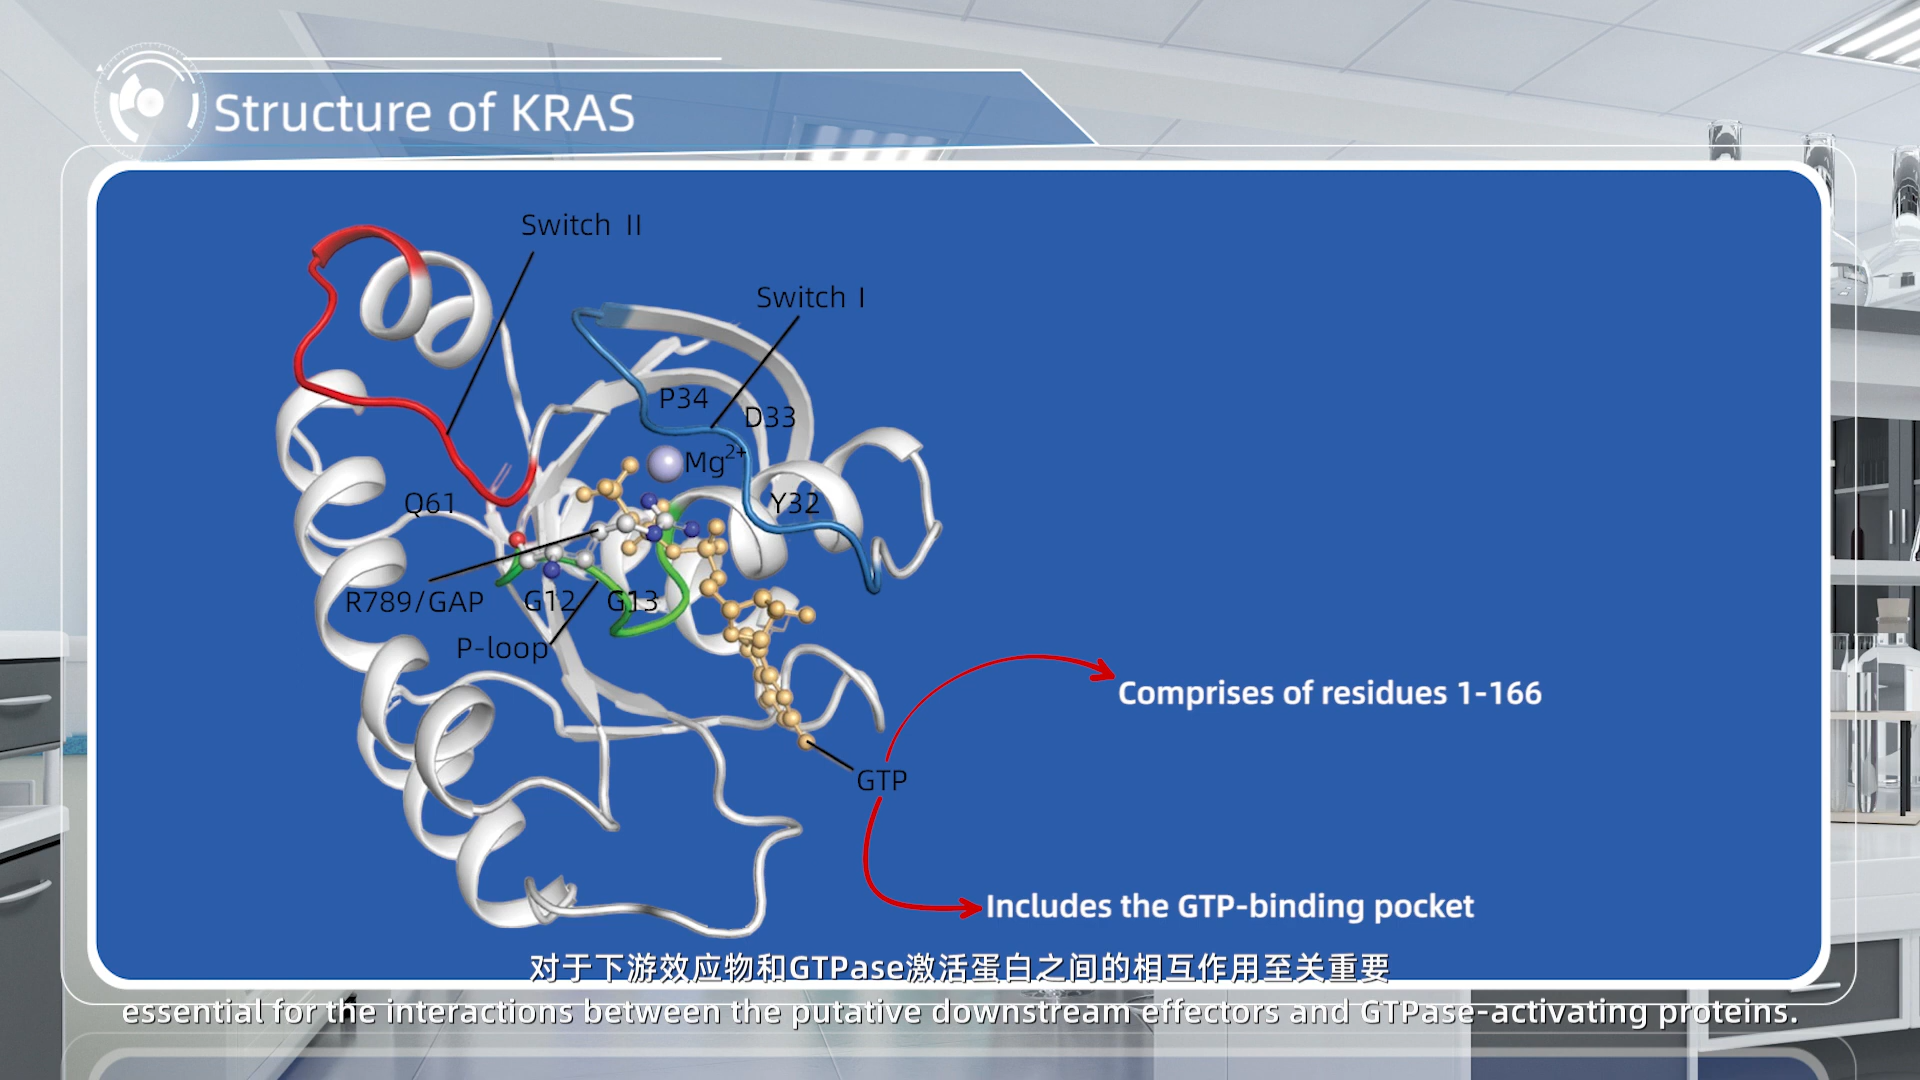 Structure of KRAS
Switch II
Switch I
P34
D33
Mg2+
Q61
Y32
R789/GAP
G12
G13
P-loop
Comprises of residues 1-166
GTP
Includes the GTP-binding pocket
对于下游效应物和GTPase激活蛋白之间的相互作用至关重要
essential for the interactions between the putative downstream effectors and GTPase-activating proteins.